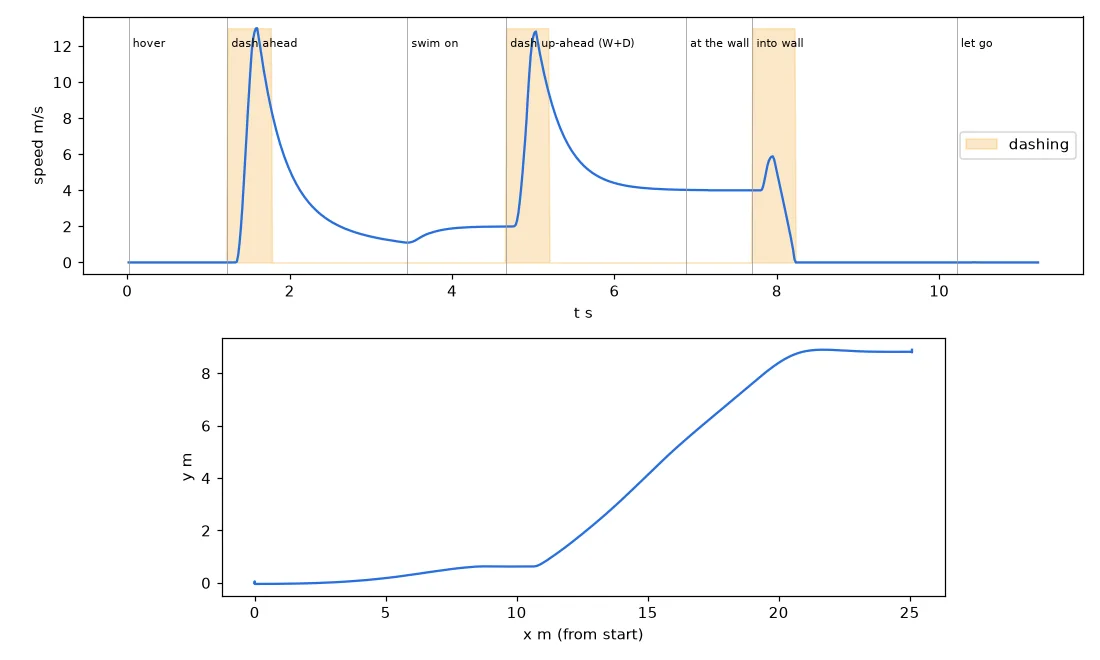 hover
dash ahead
swim on
dash up-ahead (W+D)
at the wall
into wall
let go
dashing
speed m/s
12
10
8
6
4
2
0
0 2 4 6 8 10
t s
y m
8
6
4
2
0
0 5 10 15 20 25
x m (from start)